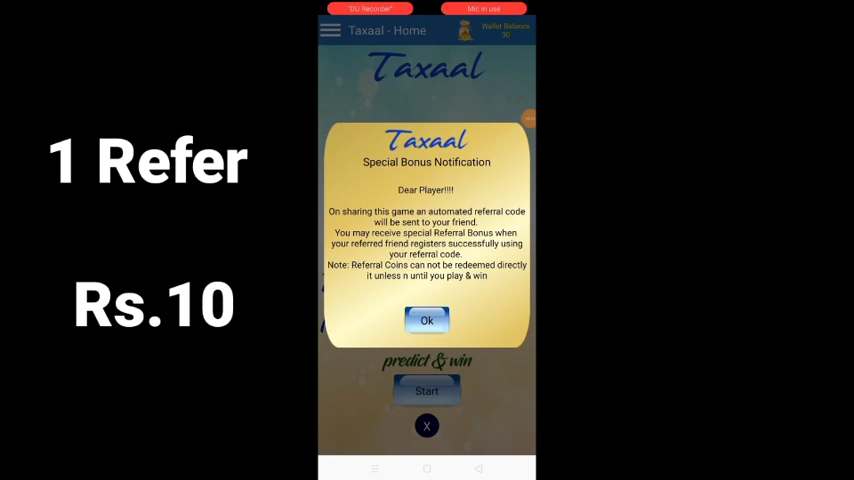 "DU Recorder"
Mic in use
Taxaal - Home
Wallet Balance
30
Taxaal
1 Refer
Rs.10
Taxaal
Special Bonus Notification
Dear Player!!!!
On sharing this game an automated referral code
will be sent to your friend.
You may receive special Referral Bonus when
your referred friend registers successfully using
your referral code.
Note: Referral Coins can not be redeemed directly
it unless n until you play & win
Ok
predict & win
Start
X